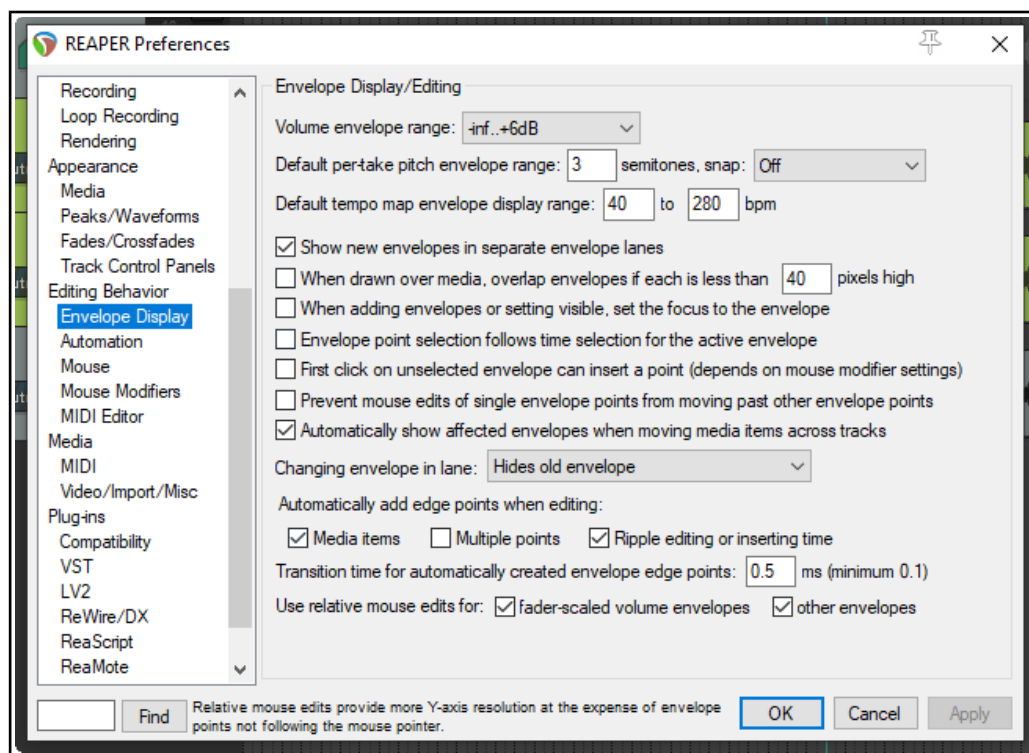 REAPER Preferences
Recording
Loop Recording
Rendering
Appearance
Media
Peaks/Waveforms
Fades/Crossfades
Track Control Panels
Editing Behavior
Envelope Display
Automation
Mouse
Mouse Modifiers
MIDI Editor
Media
MIDI
Video/Import/Misc
Plug-ins
Compatibility
VST
LV2
ReWire/DX
ReaScript
ReaMote
Envelope Display/Editing
Volume envelope range: -inf..+6dB
Default per-take pitch envelope range: 3 semitones, snap: Off
Default tempo map envelope display range: 40 to 280 bpm
Show new envelopes in separate envelope lanes
When drawn over media, overlap envelopes if each is less than 40 pixels high
When adding envelopes or setting visible, set the focus to the envelope
Envelope point selection follows time selection for the active envelope
First click on unselected envelope can insert a point (depends on mouse modifier settings)
Prevent mouse edits of single envelope points from moving past other envelope points
Automatically show affected envelopes when moving media items across tracks
Changing envelope in lane: Hides old envelope
Automatically add edge points when editing:
Media items Multiple points Ripple editing or inserting time
Transition time for automatically created envelope edge points: 0.5 ms (minimum 0.1)
Use relative mouse edits for: fader-scaled volume envelopes other envelopes
Find
Relative mouse edits provide more Y-axis resolution at the expense of envelope
points not following the mouse pointer.
OK Cancel Apply